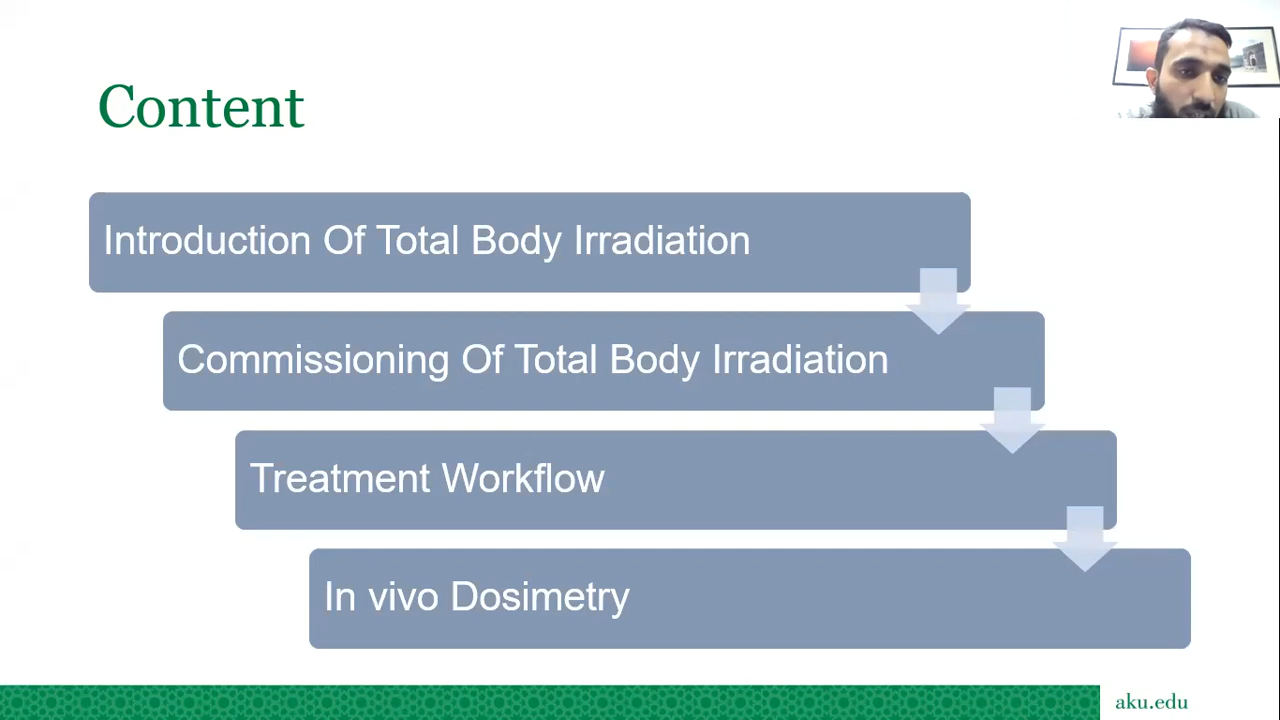 Content
Introduction Of Total Body Irradiation
Commissioning Of Total Body Irradiation
Treatment Workflow
In vivo Dosimetry
aku.edu